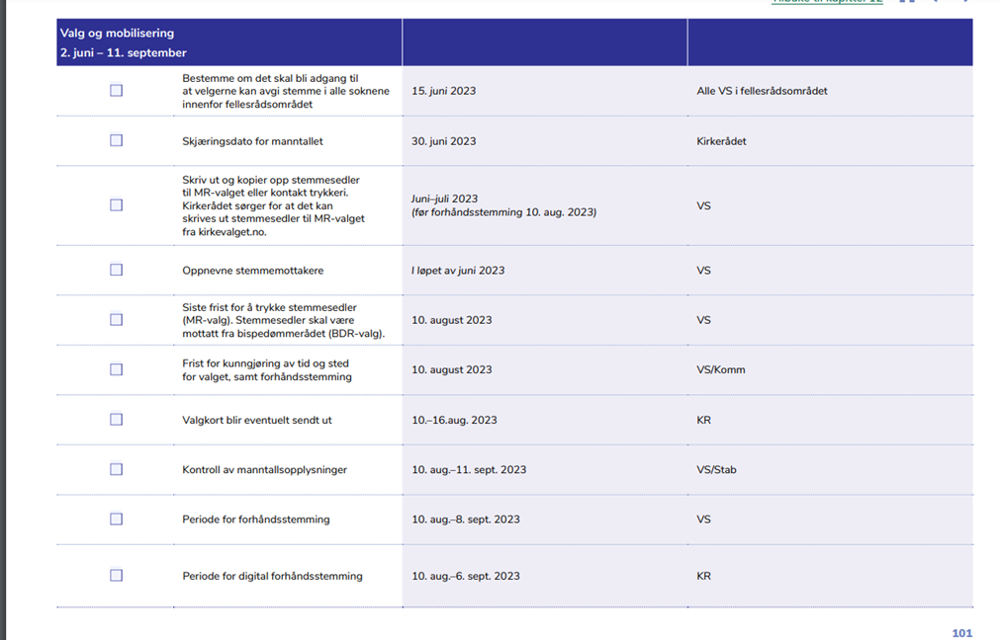 Tilbake til kapittel 12
Valg og mobilisering
2. juni – 11. september
Bestemme om det skal bli adgang til
at velgerne kan avgi stemme i alle soknene
innenfor fellesrådsområdet
15. juni 2023
Alle VS i fellesrådsområdet
Skjæringsdato for manntallet
30. juni 2023
Kirkerådet
Skriv ut og kopier opp stemmesedler
til MR-valget eller kontakt trykkeri.
Kirkerådet sørger for at det kan
skrives ut stemmesedler til MR-valget
fra kirkevalget.no.
Juni–juli 2023
(før forhåndsstemming 10. aug. 2023)
VS
Oppnevne stemmemottakere
I løpet av juni 2023
VS
Siste frist for å trykke stemmesedler
(MR-valg). Stemmesedler skal være
mottatt fra bispedømmerådet (BDR-valg).
10. august 2023
VS
Frist for kunngjøring av tid og sted
for valget, samt forhåndsstemming
10. august 2023
VS/Komm
Valgkort blir eventuelt sendt ut
10.–16.aug. 2023
KR
Kontroll av manntallsopplysninger
10. aug.–11. sept. 2023
VS/Stab
Periode for forhåndsstemming
10. aug.–8. sept. 2023
VS
Periode for digital forhåndsstemming
10. aug.–6. sept. 2023
KR
101